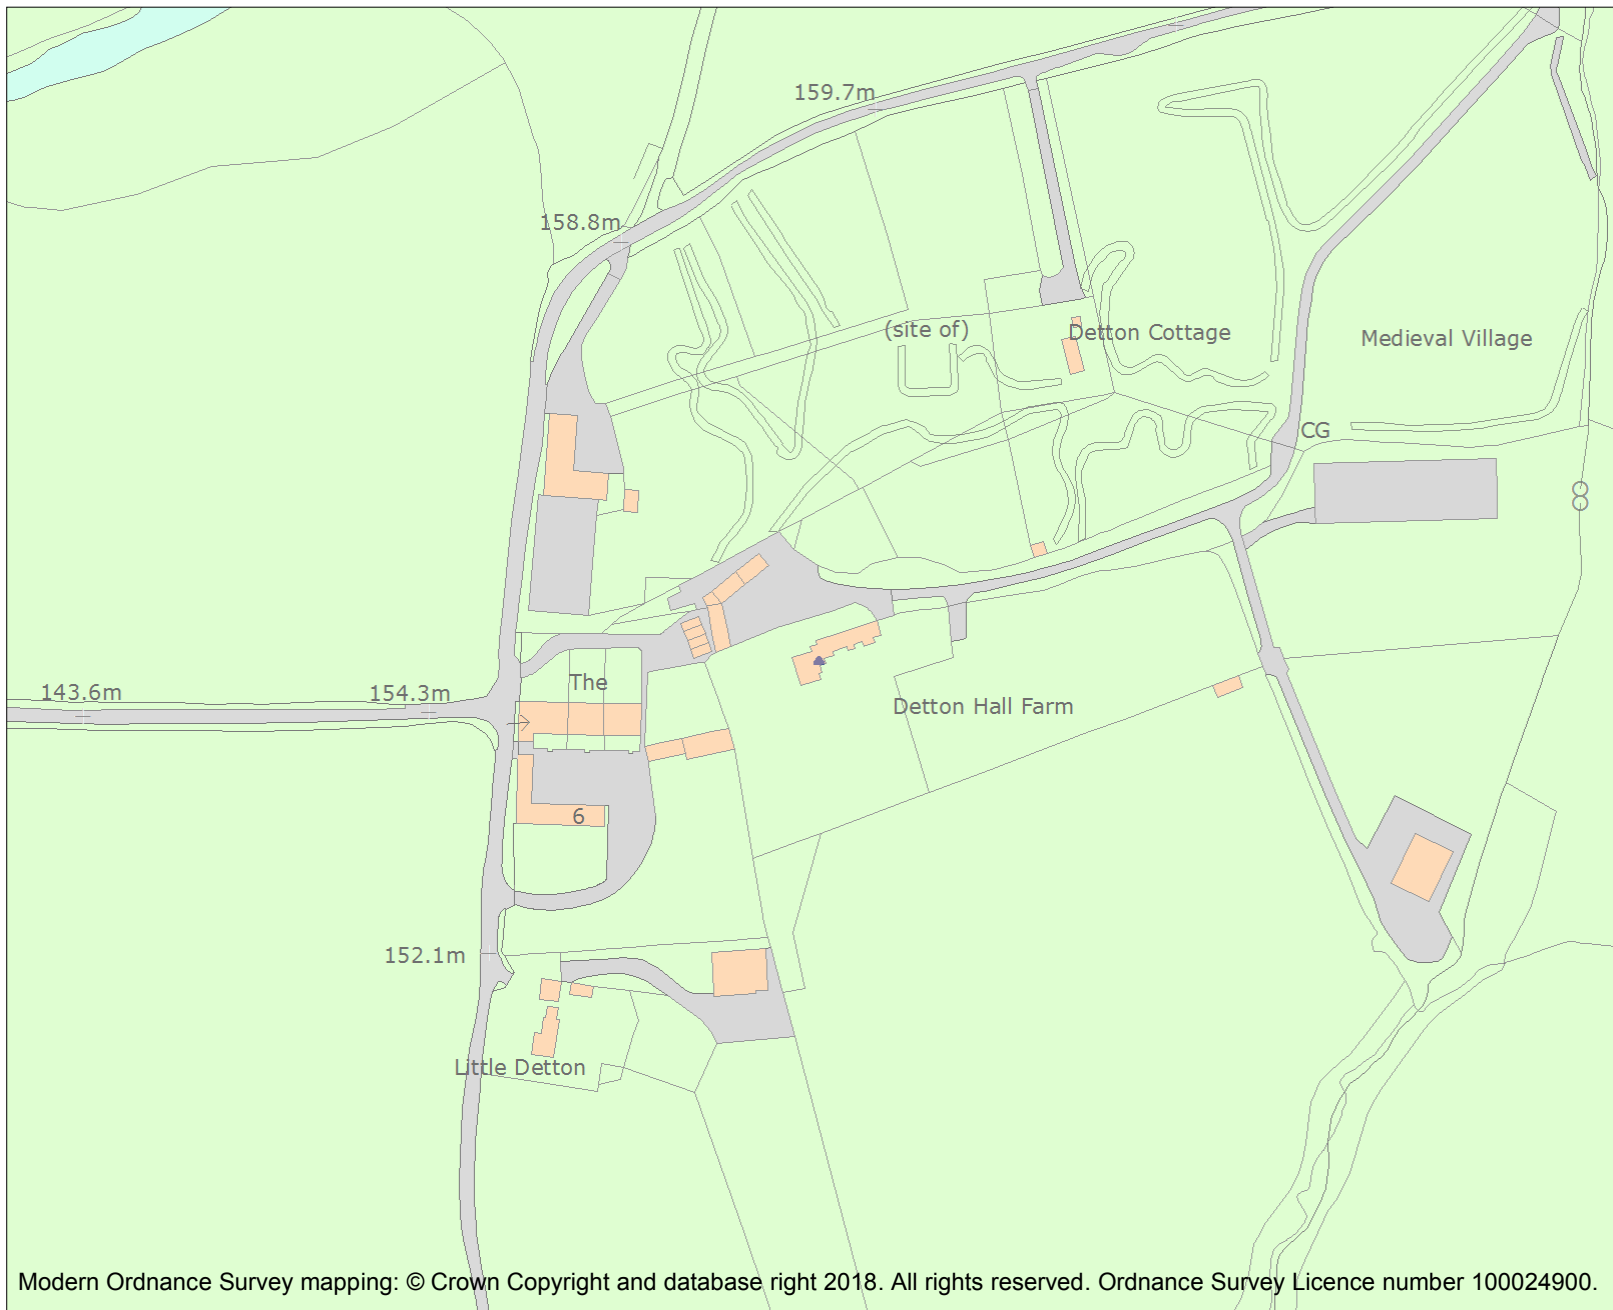 159.7m
158.8m
(site of)
Detton Cottage
Medieval Village
CG
The
143.6m
154.3m
Detton Hall Farm
6
152.1m
Little Detton
Modern Ordnance Survey mapping: © Crown Copyright and database right 2018. All rights reserved. Ordnance Survey Licence number 100024900.